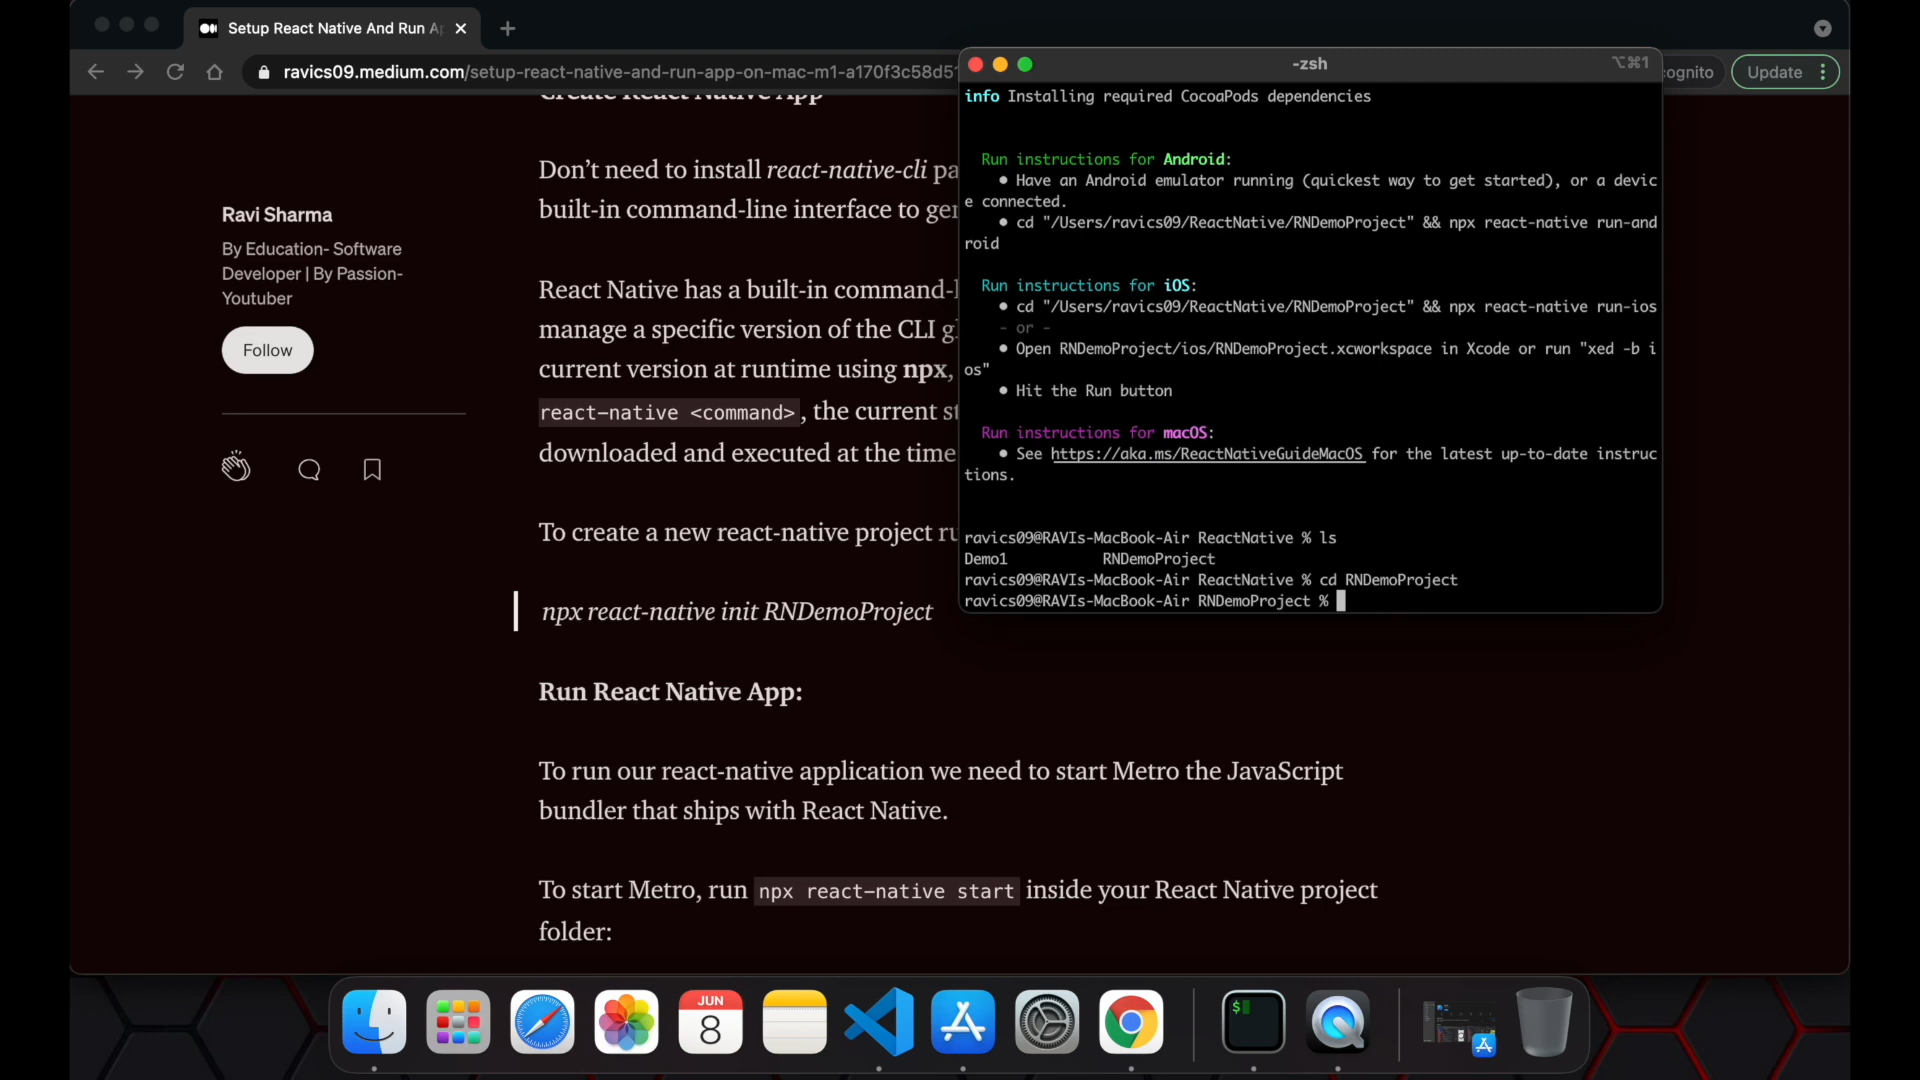 Setup React Native And Run A
ravics09.medium.com/setup-react-native-and-run-app-on-mac-m1-a170f3c58d5
ognito
Update
Create React Native App
Ravi Sharma
By Education- Software
Developer | By Passion-
Youtuber
Follow
Don’t need to install react-native-cli pa
built-in command-line interface to gen
React Native has a built-in command-l
manage a specific version of the CLI gl
current version at runtime using npx,
react-native <command>, the current st
downloaded and executed at the time
To create a new react-native project ru
npx react-native init RNDemoProject
Run React Native App:
To run our react-native application we need to start Metro the JavaScript
bundler that ships with React Native.
To start Metro, run npx react-native start inside your React Native project
folder:
-zsh
⌥⌘1
info Installing required CocoaPods dependencies
Run instructions for Android:
• Have an Android emulator running (quickest way to get started), or a devic
e connected.
• cd "/Users/ravics09/ReactNative/RNDemoProject" && npx react-native run-and
roid
Run instructions for iOS:
• cd "/Users/ravics09/ReactNative/RNDemoProject" && npx react-native run-ios
- or -
• Open RNDemoProject/ios/RNDemoProject.xcworkspace in Xcode or run "xed -b i
os"
• Hit the Run button
Run instructions for macOS:
• See https://aka.ms/ReactNativeGuideMacOS for the latest up-to-date instruc
tions.
ravics09@RAVIs-MacBook-Air ReactNative % ls
Demo1 RNDemoProject
ravics09@RAVIs-MacBook-Air ReactNative % cd RNDemoProject
ravics09@RAVIs-MacBook-Air RNDemoProject %
JUN
8
$